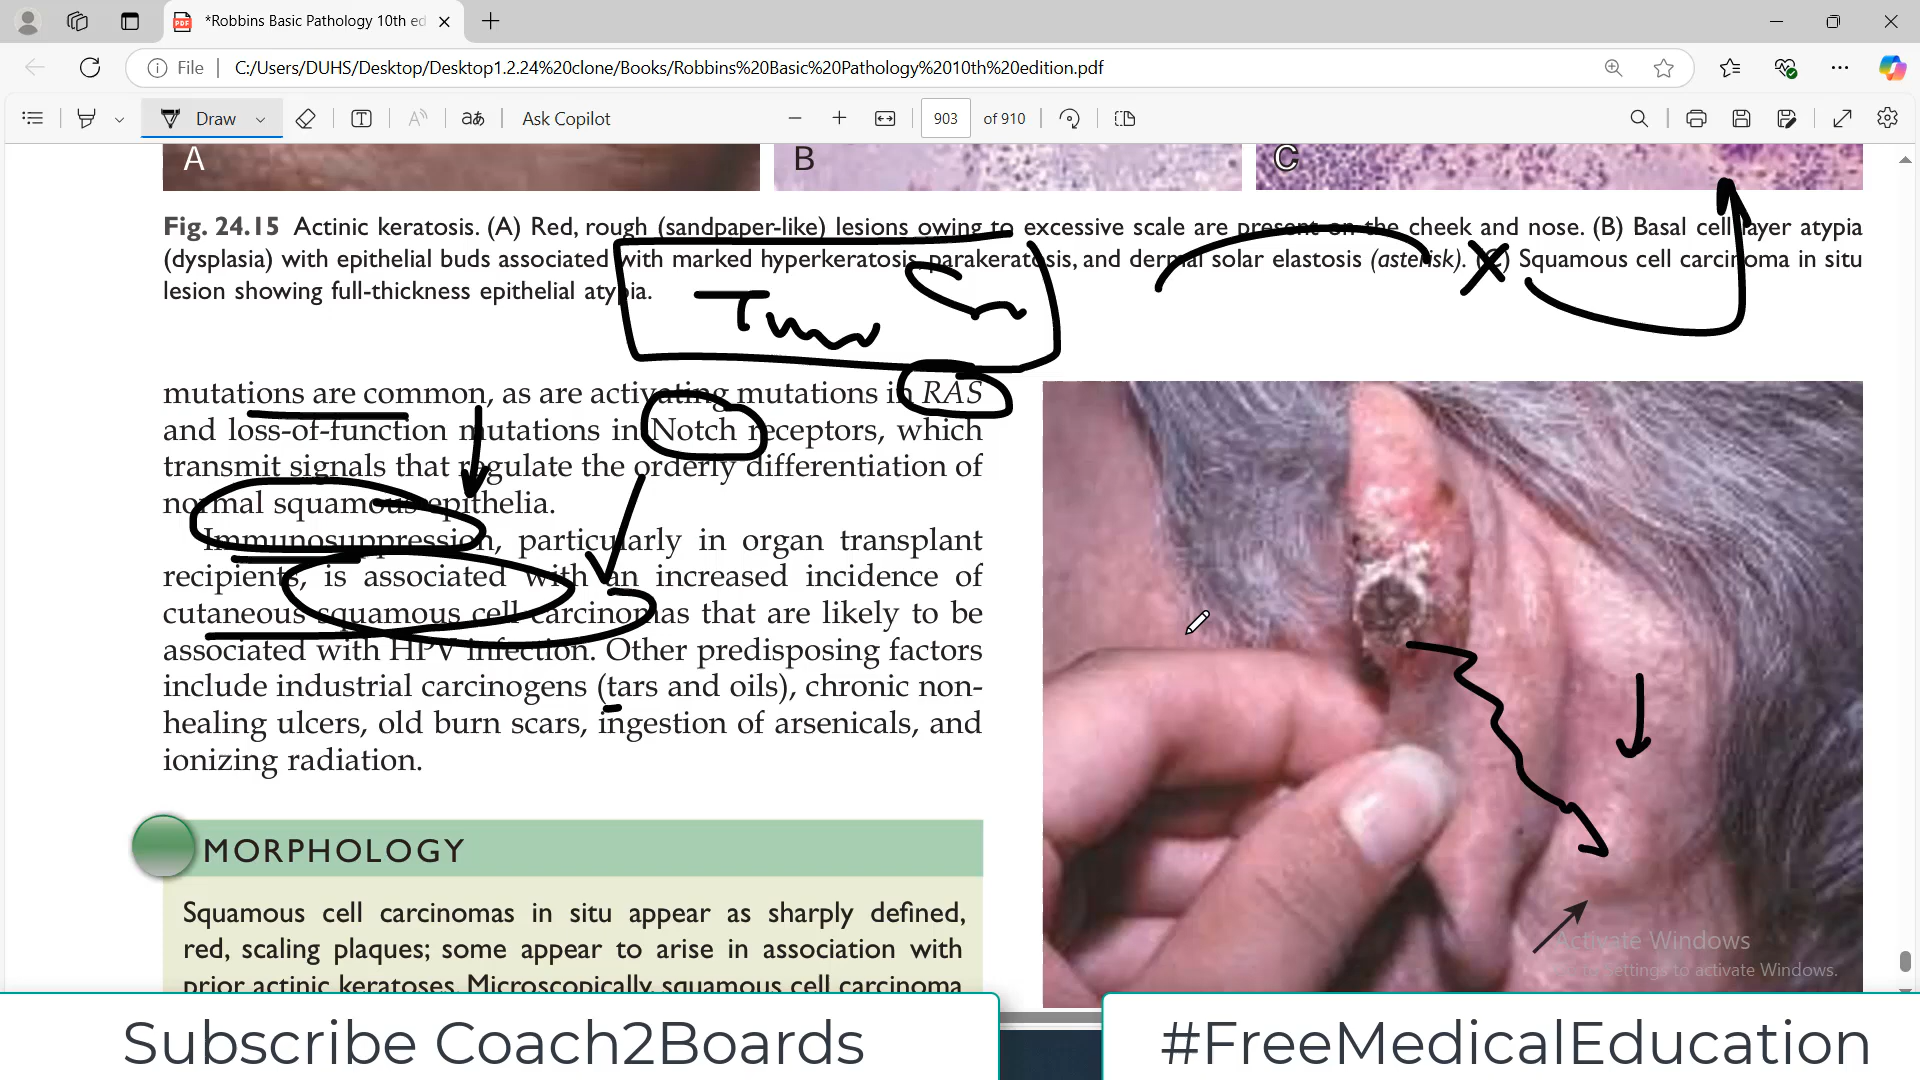 *Robbins Basic Pathology 10th ed
File
C:/Users/DUHS/Desktop/Desktop1.2.24%20clone/Books/Robbins%20Basic%20Pathology%2010th%20edition.pdf
Draw
Ask Copilot
903 of 910
A
B
C
Fig. 24.15 Actinic keratosis. (A) Red, rough (sandpaper-like) lesions owing to excessive scale are present on the cheek and nose. (B) Basal cell layer atypia
(dysplasia) with epithelial buds associated with marked hyperkeratosis, parakeratosis, and dermal solar elastosis (asterisk). (C) Squamous cell carcinoma in situ
lesion showing full-thickness epithelial atypia.
mutations are common, as are activating mutations in RAS
and loss-of-function mutations in Notch receptors, which
transmit signals that regulate the orderly differentiation of
normal squamous epithelia.
Immunosuppression, particularly in organ transplant
recipients, is associated with an increased incidence of
cutaneous squamous cell carcinomas that are likely to be
associated with HPV infection. Other predisposing factors
include industrial carcinogens (tars and oils), chronic non-
healing ulcers, old burn scars, ingestion of arsenicals, and
ionizing radiation.
MORPHOLOGY
Squamous cell carcinomas in situ appear as sharply defined,
red, scaling plaques; some appear to arise in association with
prior actinic keratoses. Microscopically, squamous cell carcinoma
Activate Windows
Go to Settings to activate Windows.
Subscribe Coach2Boards
#FreeMedicalEducation